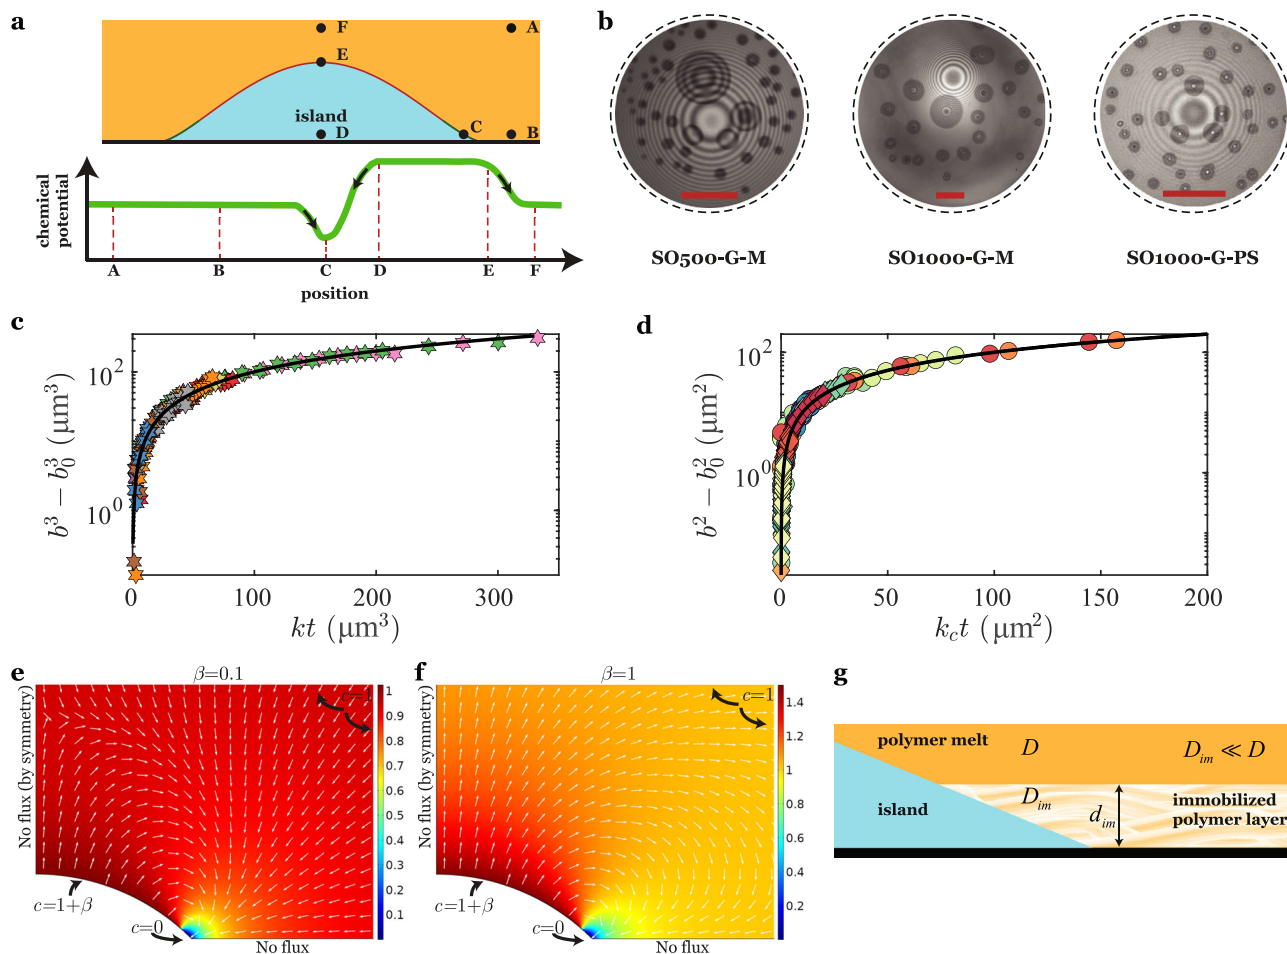 a
F
A
E
island
D
C
B
chemical
potential
A
B
C
D
E
F
position
b
SO500-G-M
SO1000-G-M
SO1000-G-PS
c
b³ − b₀³ (μm³)
10²
10⁰
0
100
200
300
kt (μm³)
d
b² − b₀² (μm²)
10²
10⁰
0
50
100
150
200
k_c t (μm²)
e
β=0.1
No flux (by symmetry)
c=1
c=1+β
c=0
No flux
1
0.9
0.8
0.7
0.6
0.5
0.4
0.3
0.2
0.1
f
β=1
No flux (by symmetry)
c=1
c=1+β
c=0
No flux
1.4
1.2
1
0.8
0.6
0.4
0.2
g
polymer melt
D
D_im ≪ D
island
D_im
d_im
immobilized
polymer layer